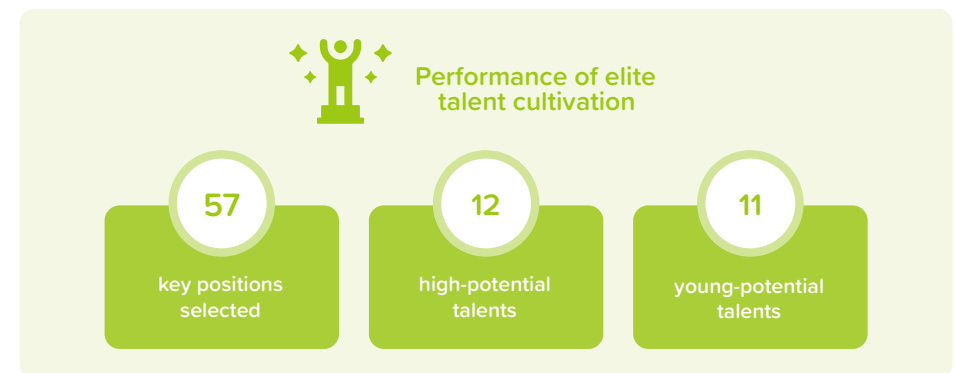 Performance of elite
talent cultivation
57
key positions
selected
12
high-potential
talents
11
young-potential
talents